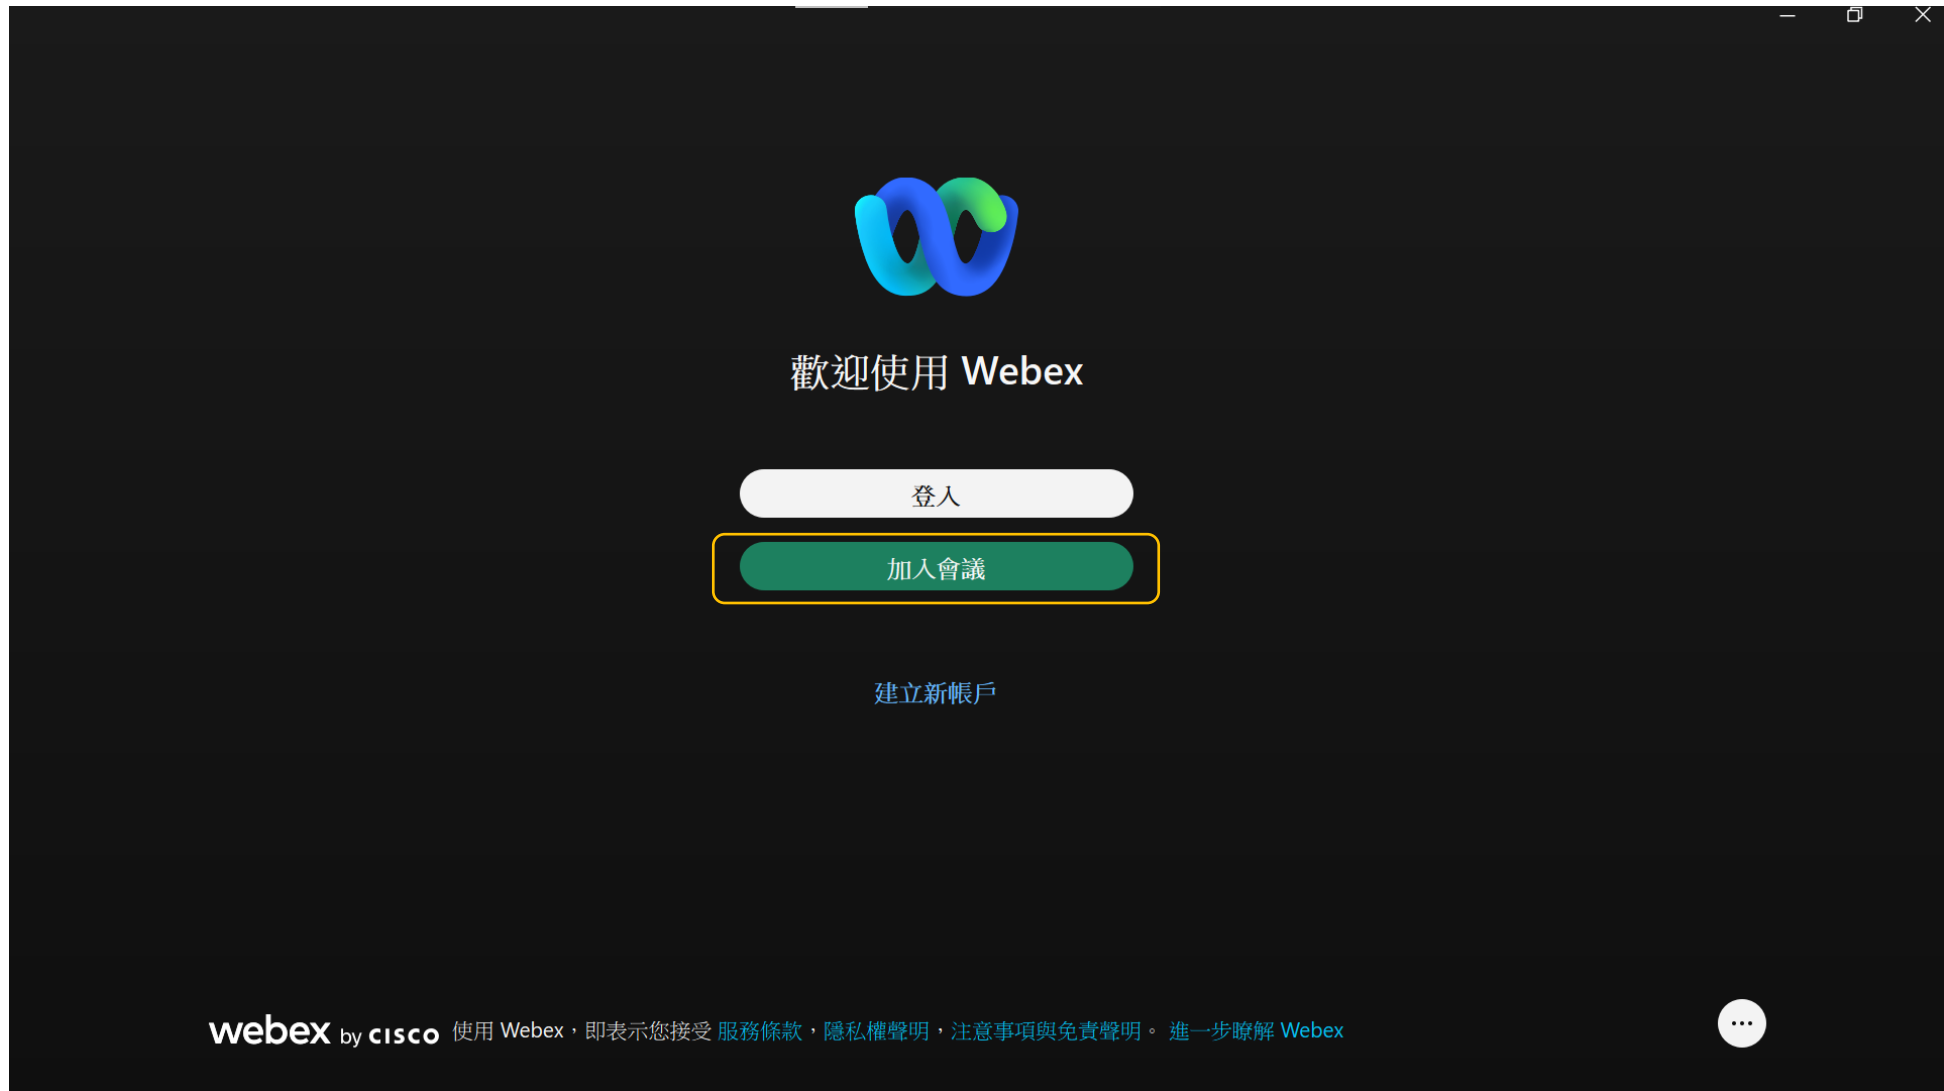 歡迎使用 Webex
登入
加入會議
建立新帳戶
webex by CISCO 使用 Webex，即表示您接受 服務條款，隱私權聲明，注意事項與免責聲明。 進一步瞭解 Webex